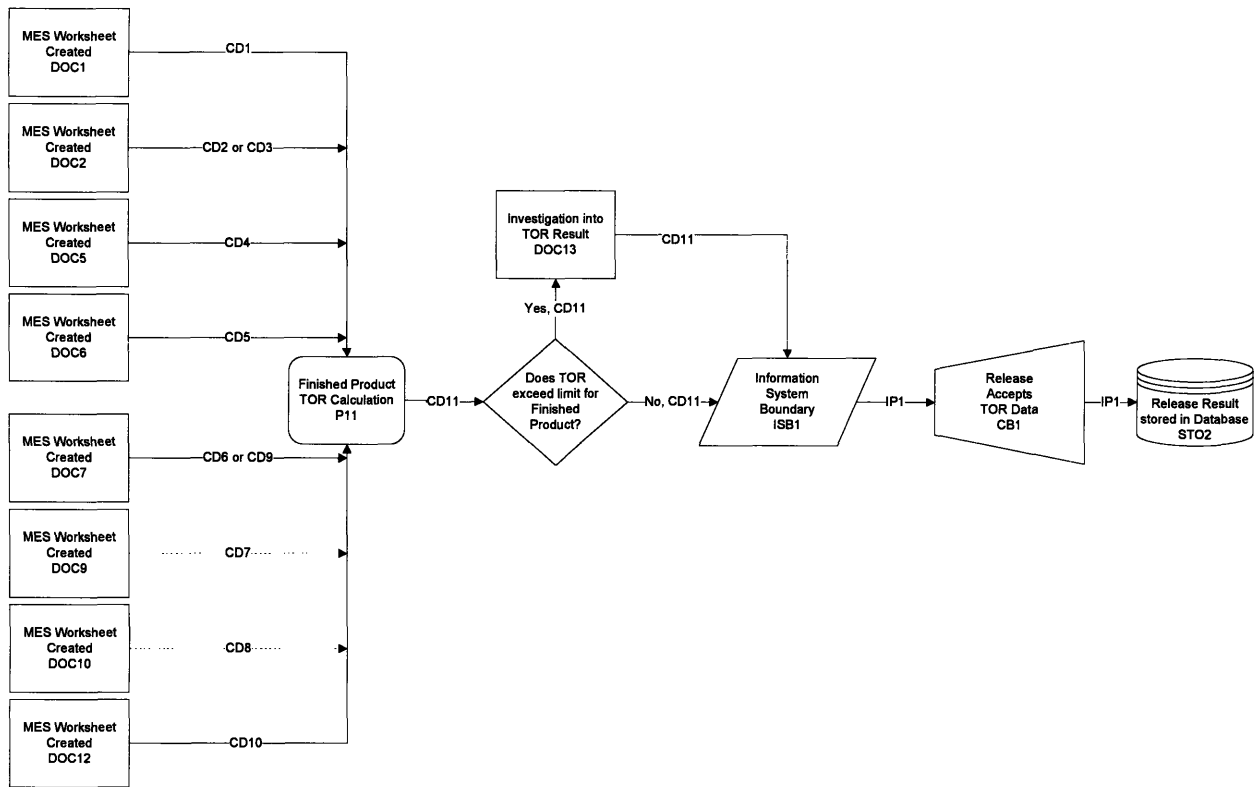 MES Worksheet
Created
DOC1
CD1
MES Worksheet
Created
DOC2
CD2 or CD3
MES Worksheet
Created
DOC5
CD4
MES Worksheet
Created
DOC6
CD5
MES Worksheet
Created
DOC7
CD6 or CD9
MES Worksheet
Created
DOC9
CD7
MES Worksheet
Created
DOC10
CD8
MES Worksheet
Created
DOC12
CD10
Finished Product
TOR Calculation
P11
CD11
Does TOR
exceed limit for
Finished
Product?
Yes, CD11
Investigation into
TOR Result
DOC13
CD11
No, CD11
Information
System
Boundary
ISB1
IP1
Release
Accepts
TOR Data
CB1
IP1
Release Result
stored in Database
STO2